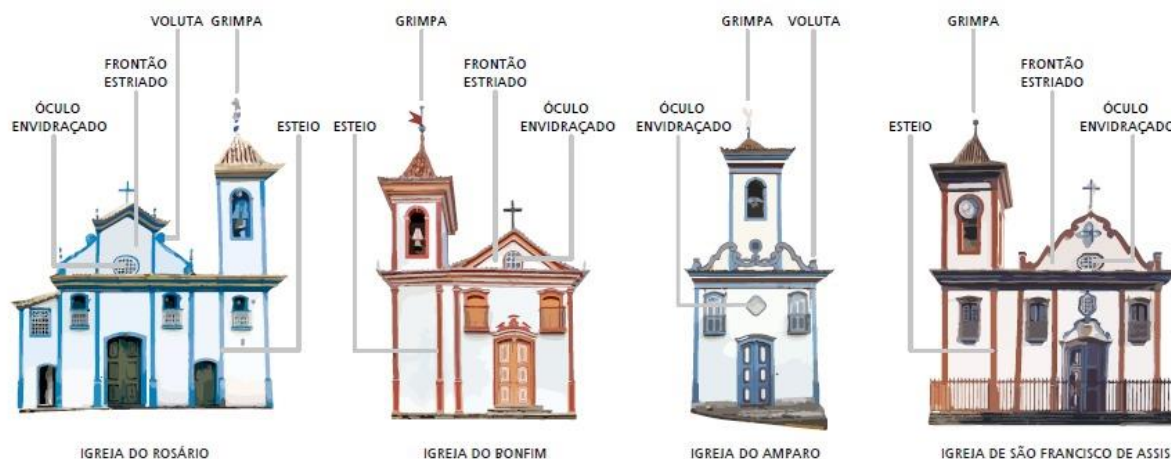 VOLUTA GRIMPA
FRONTÃO
ESTRIADO
ÓCULO
ENVIDRAÇADO
ESTEIO
IGREJA DO ROSÁRIO
GRIMPA
FRONTÃO
ESTRIADO
ÓCULO
ENVIDRAÇADO
ESTEIO
IGREJA DO BONFIM
GRIMPA
VOLUTA
ÓCULO
ENVIDRAÇADO
IGREJA DO AMPARO
GRIMPA
FRONTÃO
ESTRIADO
ÓCULO
ENVIDRAÇADO
ESTEIO
IGREJA DE SÃO FRANCISCO DE ASSIS